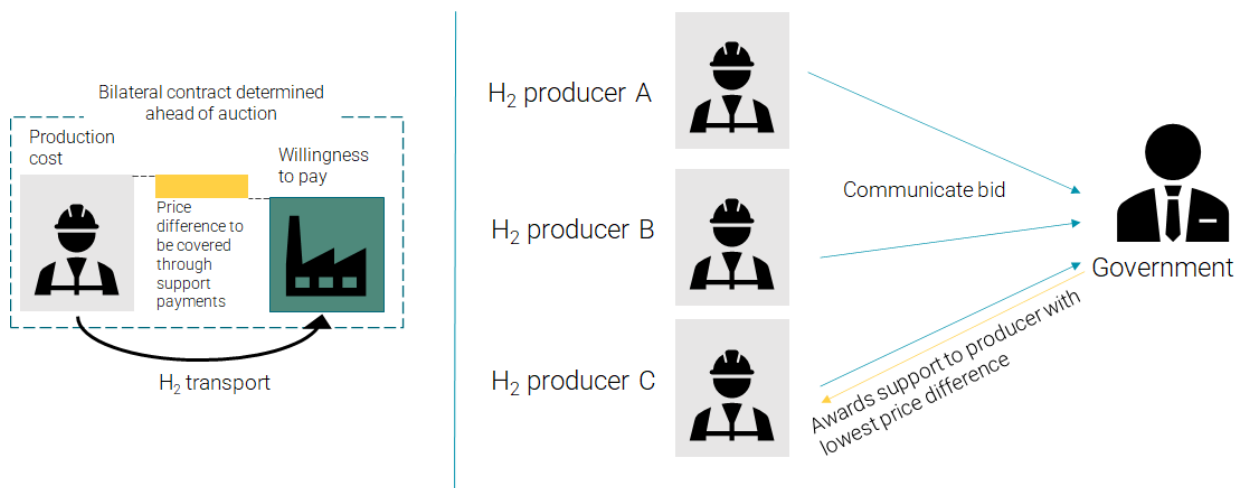 Bilateral contract determined
ahead of auction
Production
cost
Willingness
to pay
Price
difference to
be covered
through
support
payments
H₂ transport
H₂ producer A
H₂ producer B
H₂ producer C
Communicate bid
Government
Awards support to producer with
lowest price difference